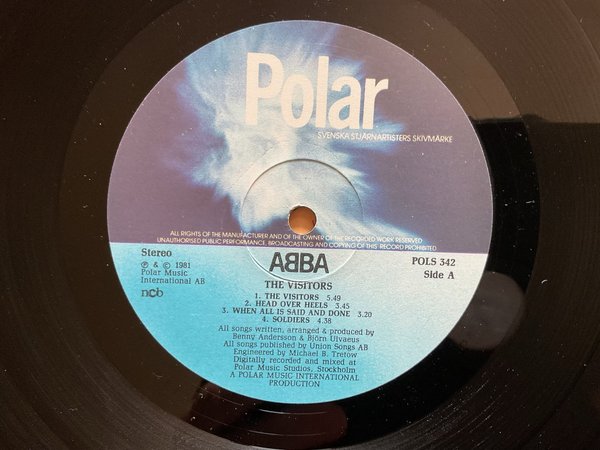 Polar
SVENSKA STJÄRNARTISTERS SKIVMÄRKE
ALL RIGHTS OF THE MANUFACTURER AND OF THE OWNER OF THE RECORDED WORK RESERVED
UNAUTHORISED PUBLIC PERFORMANCE, BROADCASTING AND COPYING OF THIS RECORD PROHIBITED
Stereo
℗ & © 1981
Polar Music
International AB
ncb
ABBA
POLS 342
Side A
THE VISITORS
1. THE VISITORS 5.49
2. HEAD OVER HEELS 3.45
3. WHEN ALL IS SAID AND DONE 3.20
4. SOLDIERS 4.38
All songs written, arranged & produced by
Benny Andersson & Björn Ulvaeus
All songs published by Union Songs AB
Engineered by Michael B. Tretow
Digitally recorded and mixed at
Polar Music Studios, Stockholm
A POLAR MUSIC INTERNATIONAL
PRODUCTION